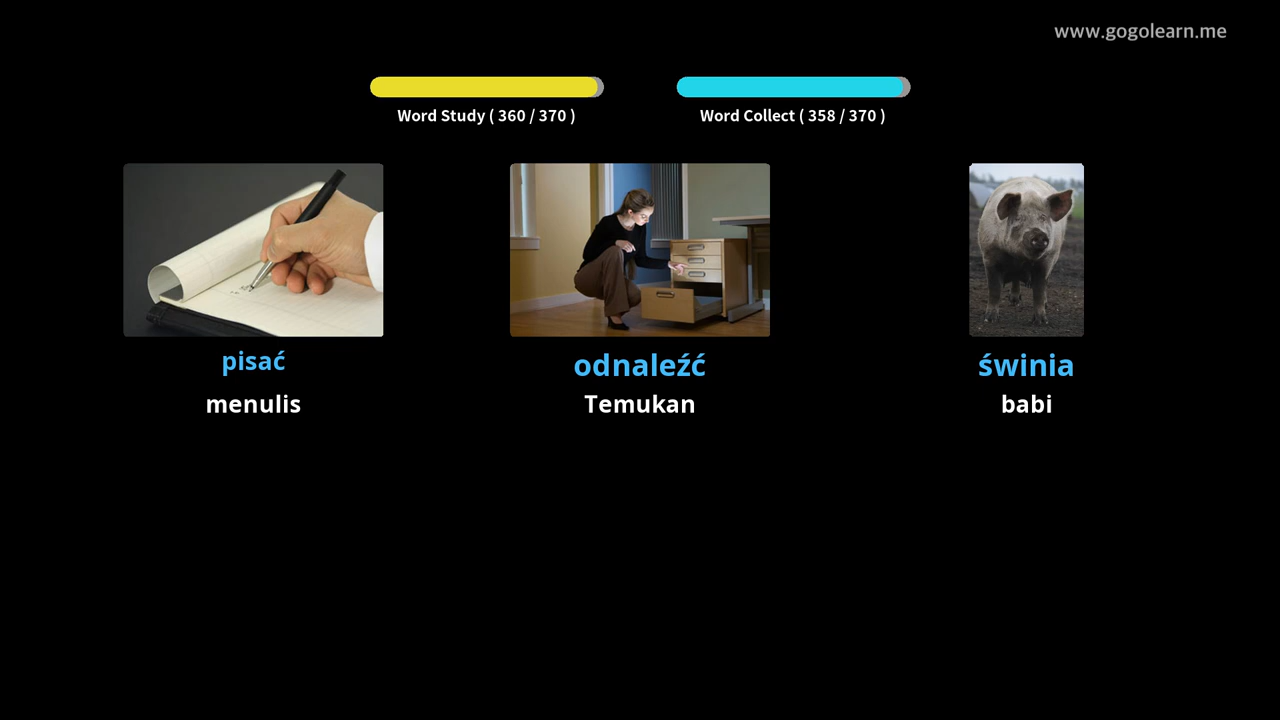 www.gogolearn.me
Word Study ( 360 / 370 )
Word Collect ( 358 / 370 )
pisać
menulis
odnaleźć
Temukan
świnia
babi